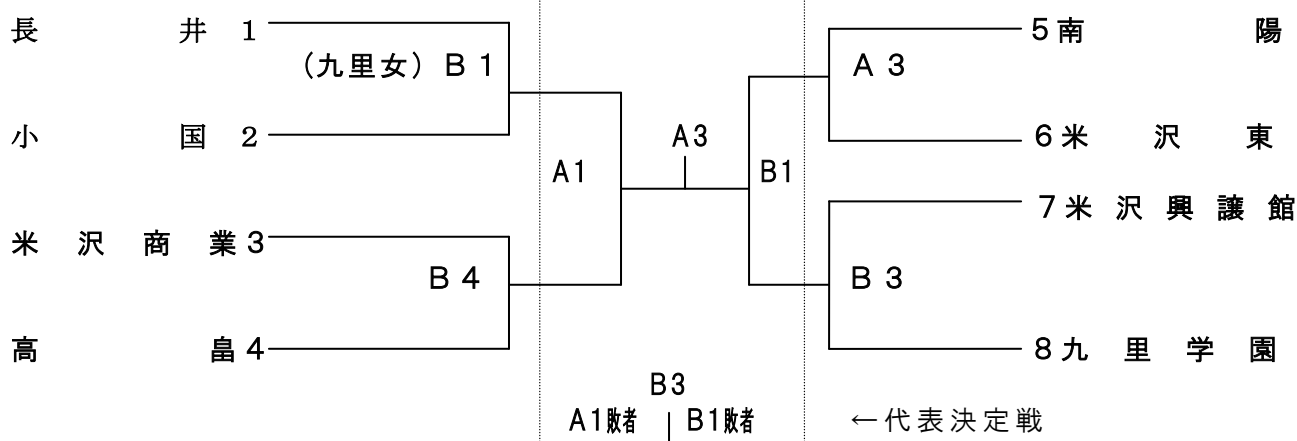 長井 1
(九里女) B 1
小国 2
A1
米沢商業 3
B 4
高畠 4
A3
B1
5 南陽
A 3
6 米沢東
7 米沢興譲館
B 3
8 九里学園
B3
A1敗者 B1敗者
←代表決定戦